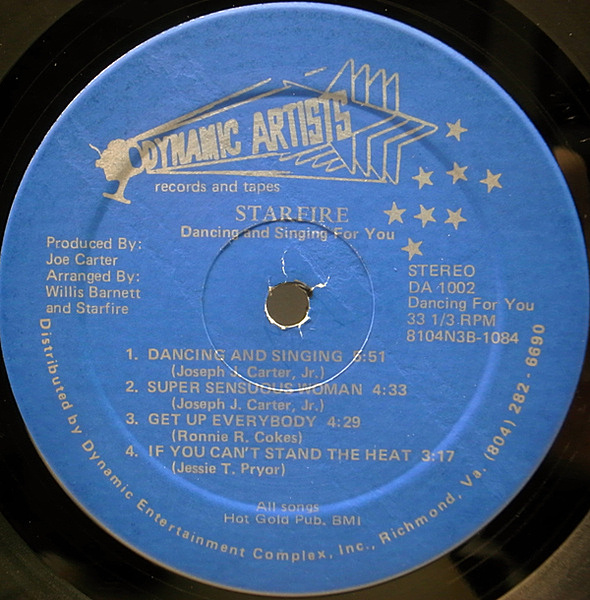 DYNAMIC ARTISTS
records and tapes
STARFIRE
Dancing and Singing For You
Produced By:
Joe Carter
Arranged By:
Willis Barnett
and Starfire
STEREO
DA 1002
Dancing For You
33 1/3 RPM
8104N3B-1084
1. DANCING AND SINGING 5:51
(Joseph J. Carter, Jr.)
2. SUPER SENSUOUS WOMAN 4:33
(Joseph J. Carter, Jr.)
3. GET UP EVERYBODY 4:29
(Ronnie R. Cokes)
4. IF YOU CAN'T STAND THE HEAT 3:17
(Jessie T. Pryor)
All songs
Hot Gold Pub. BMI
Distributed by Dynamic Entertainment Complex, Inc., Richmond, Va. (804) 282-6690